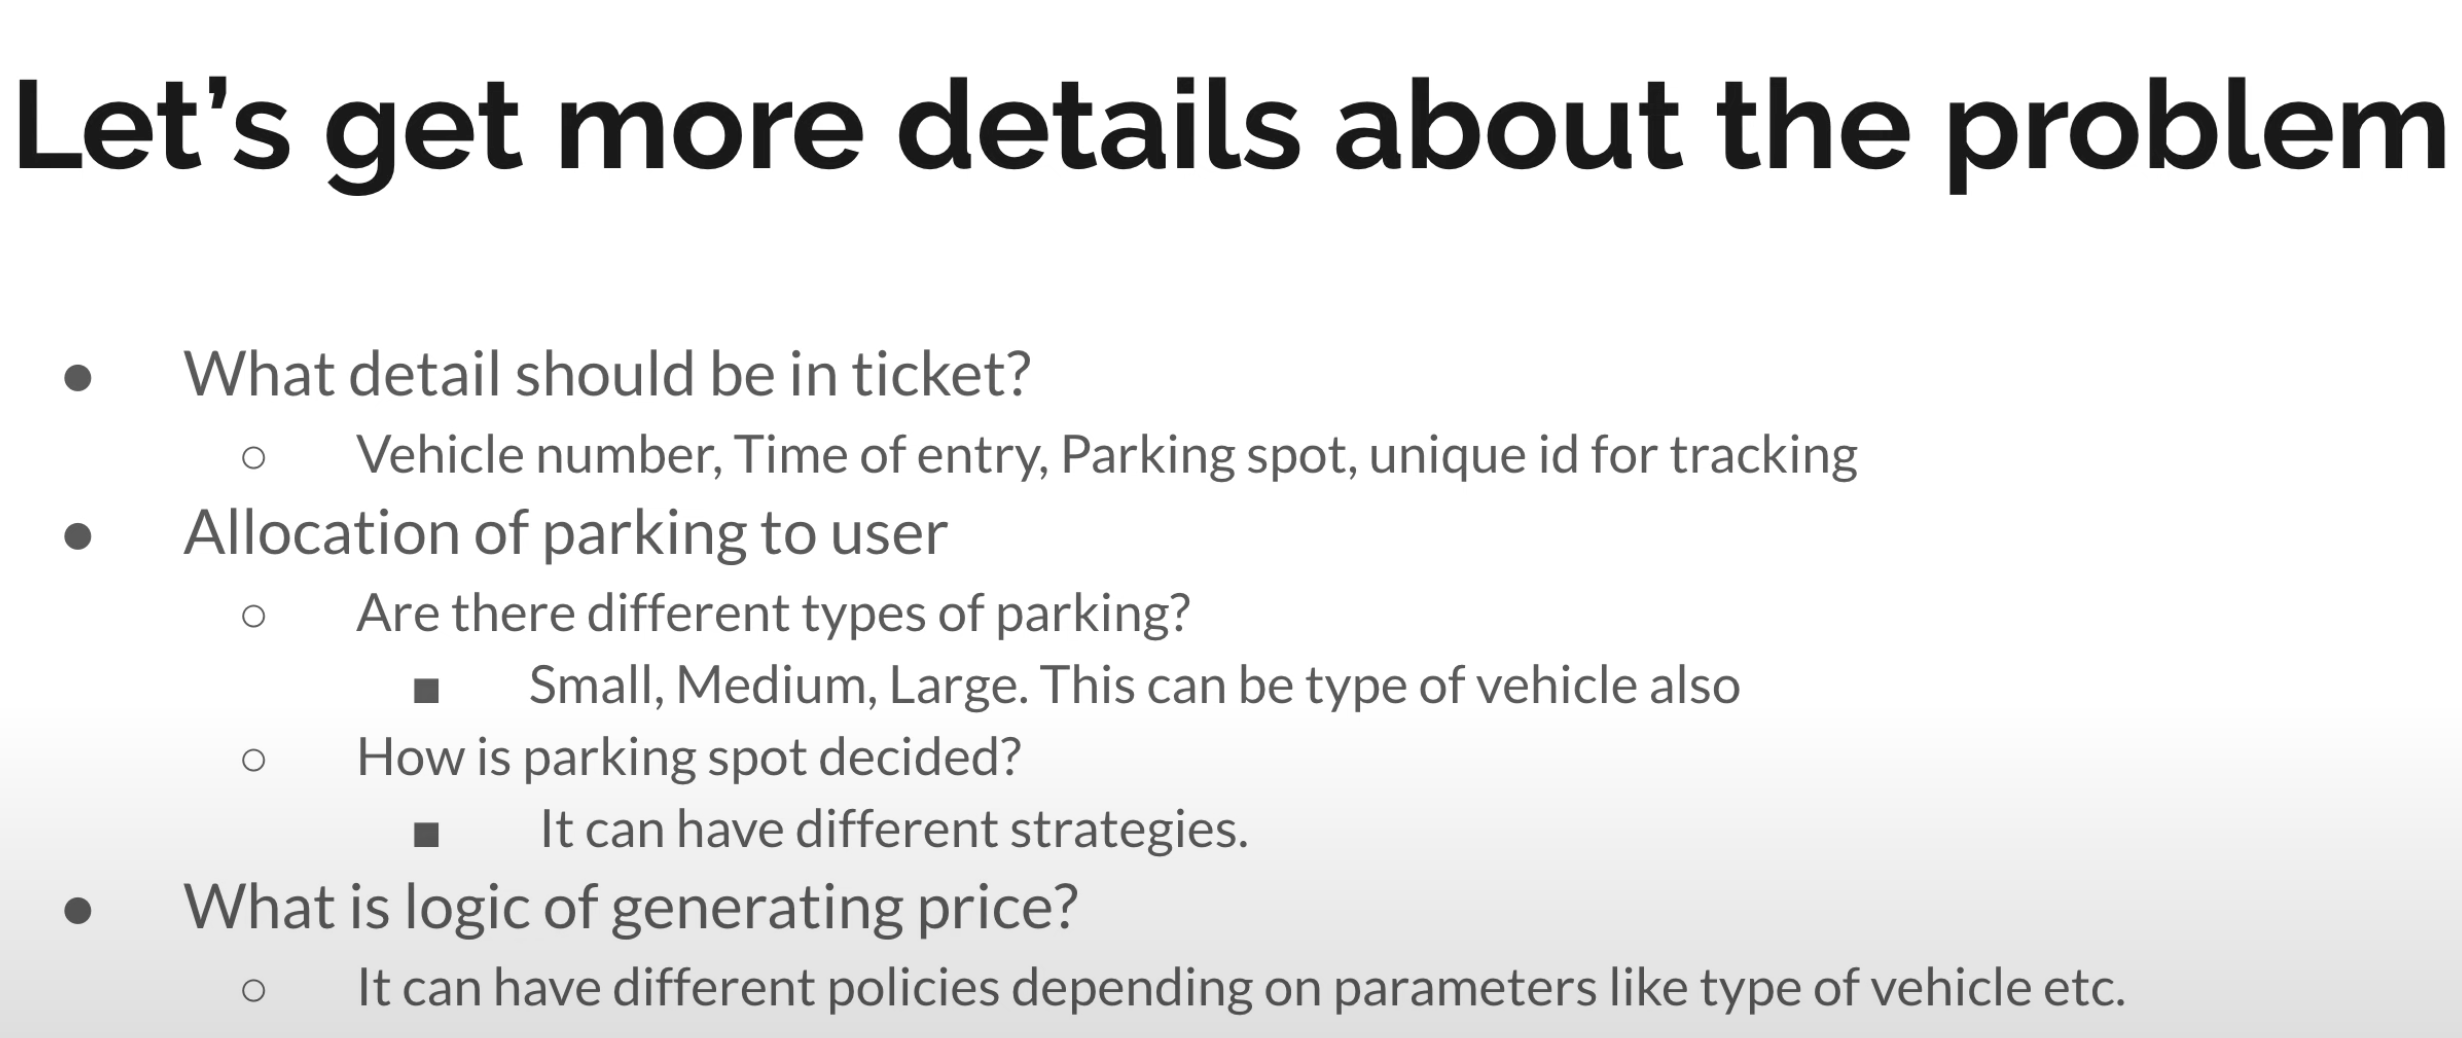 Let’s get more details about the problem
● What detail should be in ticket?
○ Vehicle number, Time of entry, Parking spot, unique id for tracking
● Allocation of parking to user
○ Are there different types of parking?
■ Small, Medium, Large. This can be type of vehicle also
○ How is parking spot decided?
■ It can have different strategies.
● What is logic of generating price?
○ It can have different policies depending on parameters like type of vehicle etc.